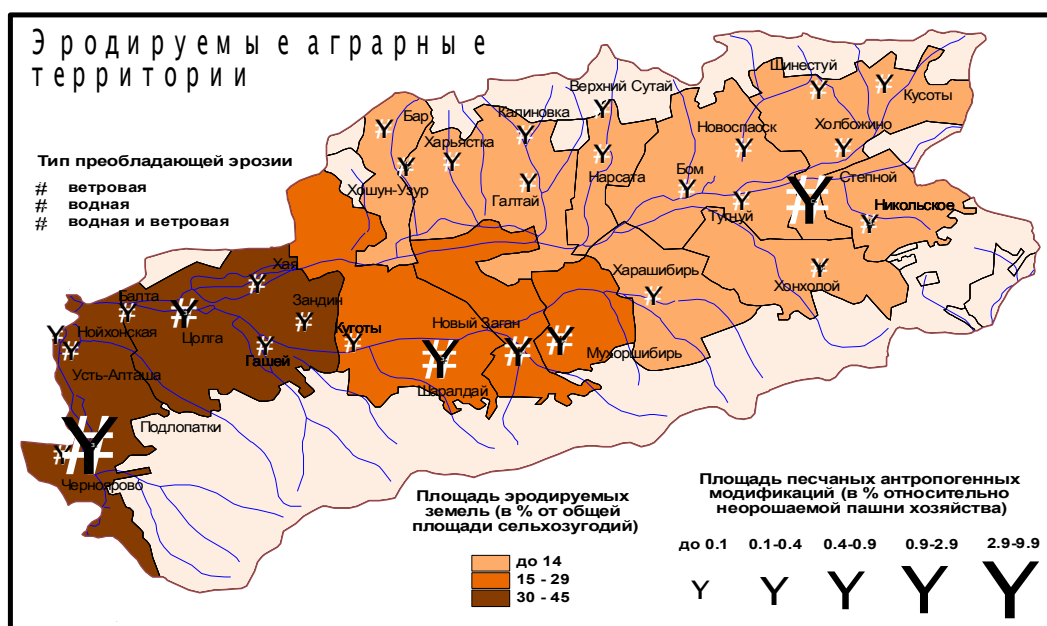 Эродируемые аграрные
территории
Тип преобладающей эрозии
# ветровая
# водная
# водная и ветровая
Шинестуй
Верхний Сутай
Кусоты
Калиновка
Бар
Харьястка
Новоспасск
Холбожино
Хошун-Узур
Галтай
Нарсата
Бом
Степной
Тугнуй
Никольское
Хая
Харашибирь
Хонхолой
Балта
Зандин
Нойхонская
Цолга
Куготы
Новый Заган
Гашей
Мухоршибирь
Усть-Алташа
Шаралдай
Подлопатки
Черноярово
Площадь эродируемых
земель (в % от общей
площади сельхозугодий)
до 14
15 - 29
30 - 45
Площадь песчаных антропогенных
модификаций (в % относительно
неорошаемой пашни хозяйства)
до 0.1 0.1-0.4 0.4-0.9 0.9-2.9 2.9-9.9